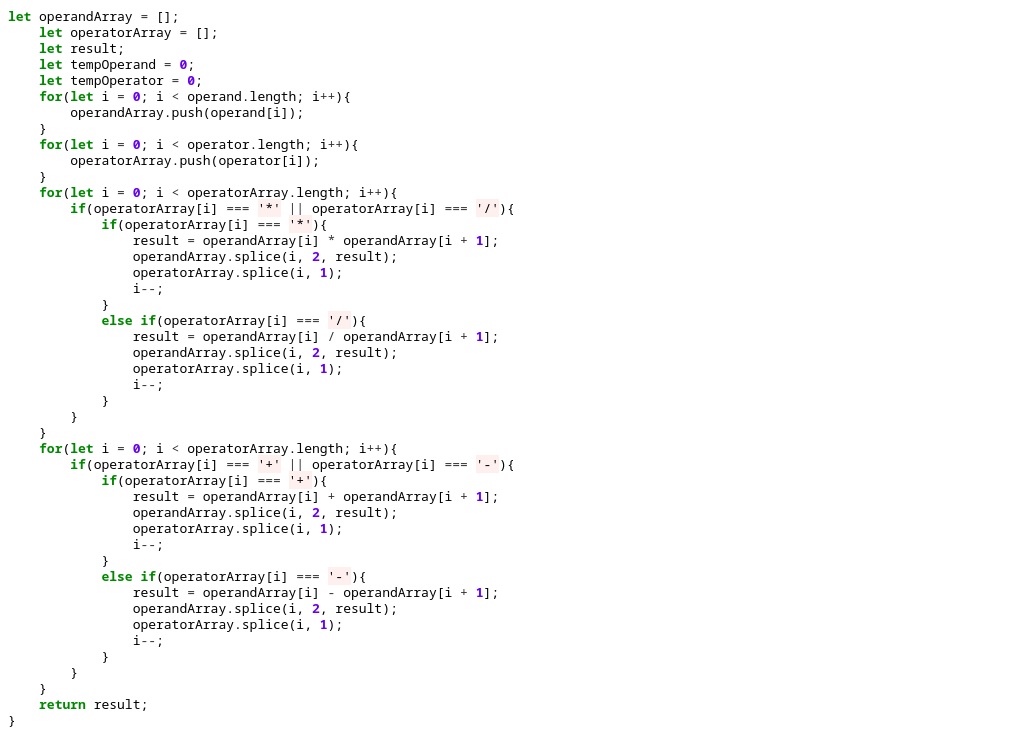 let operandArray = [];
    let operatorArray = [];
    let result;
    let tempOperand = 0;
    let tempOperator = 0;
    for(let i = 0; i < operand.length; i++){
        operandArray.push(operand[i]);
    }
    for(let i = 0; i < operator.length; i++){
        operatorArray.push(operator[i]);
    }
    for(let i = 0; i < operatorArray.length; i++){
        if(operatorArray[i] === '*' || operatorArray[i] === '/'){
            if(operatorArray[i] === '*'){
                result = operandArray[i] * operandArray[i + 1];
                operandArray.splice(i, 2, result);
                operatorArray.splice(i, 1);
                i--;
            }
            else if(operatorArray[i] === '/'){
                result = operandArray[i] / operandArray[i + 1];
                operandArray.splice(i, 2, result);
                operatorArray.splice(i, 1);
                i--;
            }
        }
    }
    for(let i = 0; i < operatorArray.length; i++){
        if(operatorArray[i] === '+' || operatorArray[i] === '-'){
            if(operatorArray[i] === '+'){
                result = operandArray[i] + operandArray[i + 1];
                operandArray.splice(i, 2, result);
                operatorArray.splice(i, 1);
                i--;
            }
            else if(operatorArray[i] === '-'){
                result = operandArray[i] - operandArray[i + 1];
                operandArray.splice(i, 2, result);
                operatorArray.splice(i, 1);
                i--;
            }
        }
    }
    return result;
}